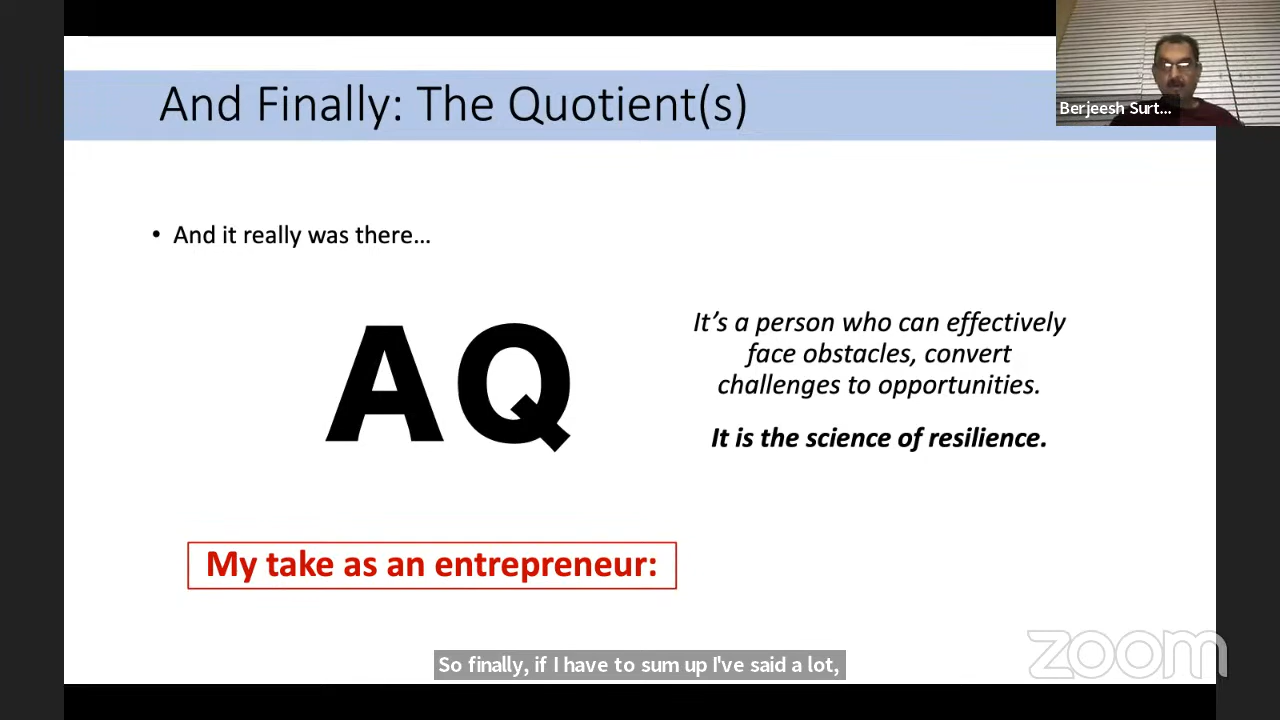 And Finally: The Quotient(s)
Berjeesh Surt...
• And it really was there...
AQ
It's a person who can effectively
face obstacles, convert
challenges to opportunities.
It is the science of resilience.
My take as an entrepreneur:
So finally, if I have to sum up I've said a lot,
zoom